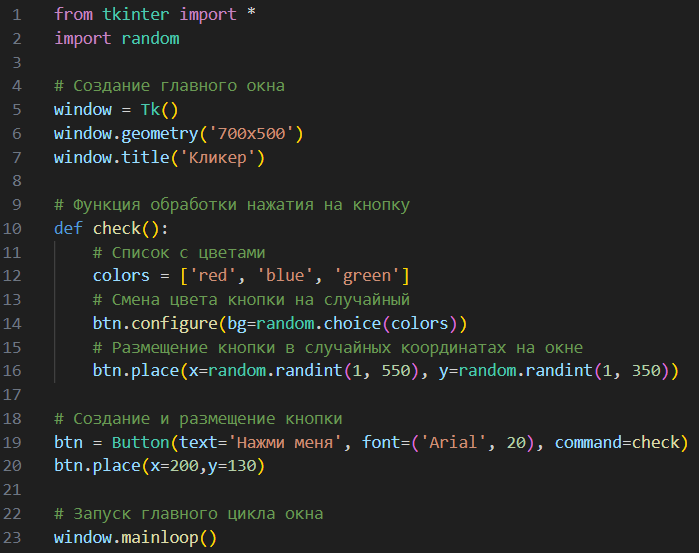 1 from tkinter import *
2 import random
3
4 # Создание главного окна
5 window = Tk()
6 window.geometry('700x500')
7 window.title('Кликер')
8
9 # Функция обработки нажатия на кнопку
10 def check():
11     # Список с цветами
12     colors = ['red', 'blue', 'green']
13     # Смена цвета кнопки на случайный
14     btn.configure(bg=random.choice(colors))
15     # Размещение кнопки в случайных координатах на окне
16     btn.place(x=random.randint(1, 550), y=random.randint(1, 350))
17
18 # Создание и размещение кнопки
19 btn = Button(text='Нажми меня', font=('Arial', 20), command=check)
20 btn.place(x=200,y=130)
21
22 # Запуск главного цикла окна
23 window.mainloop()